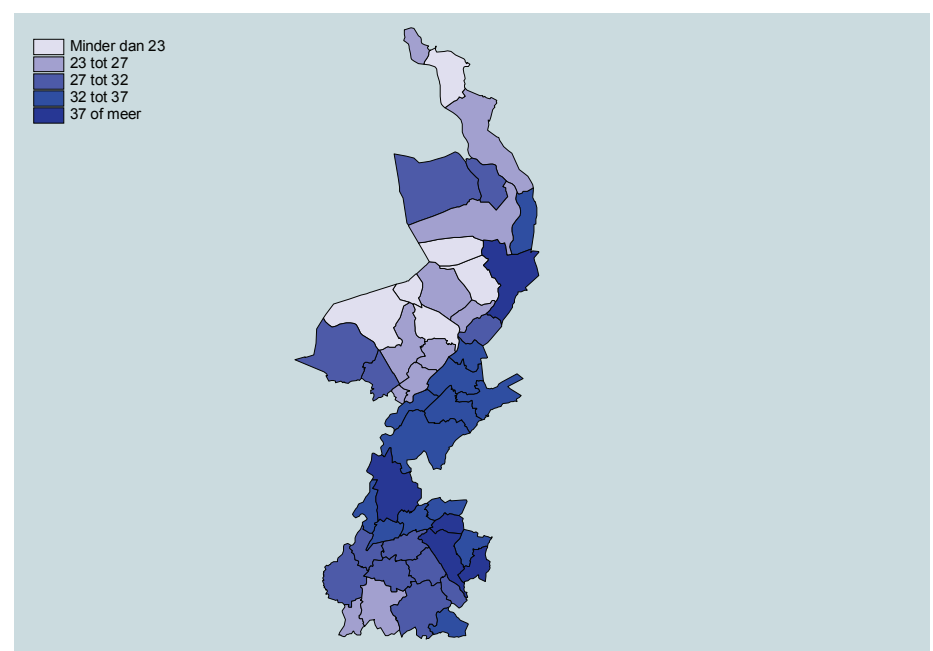 Minder dan 23
23 tot 27
27 tot 32
32 tot 37
37 of meer